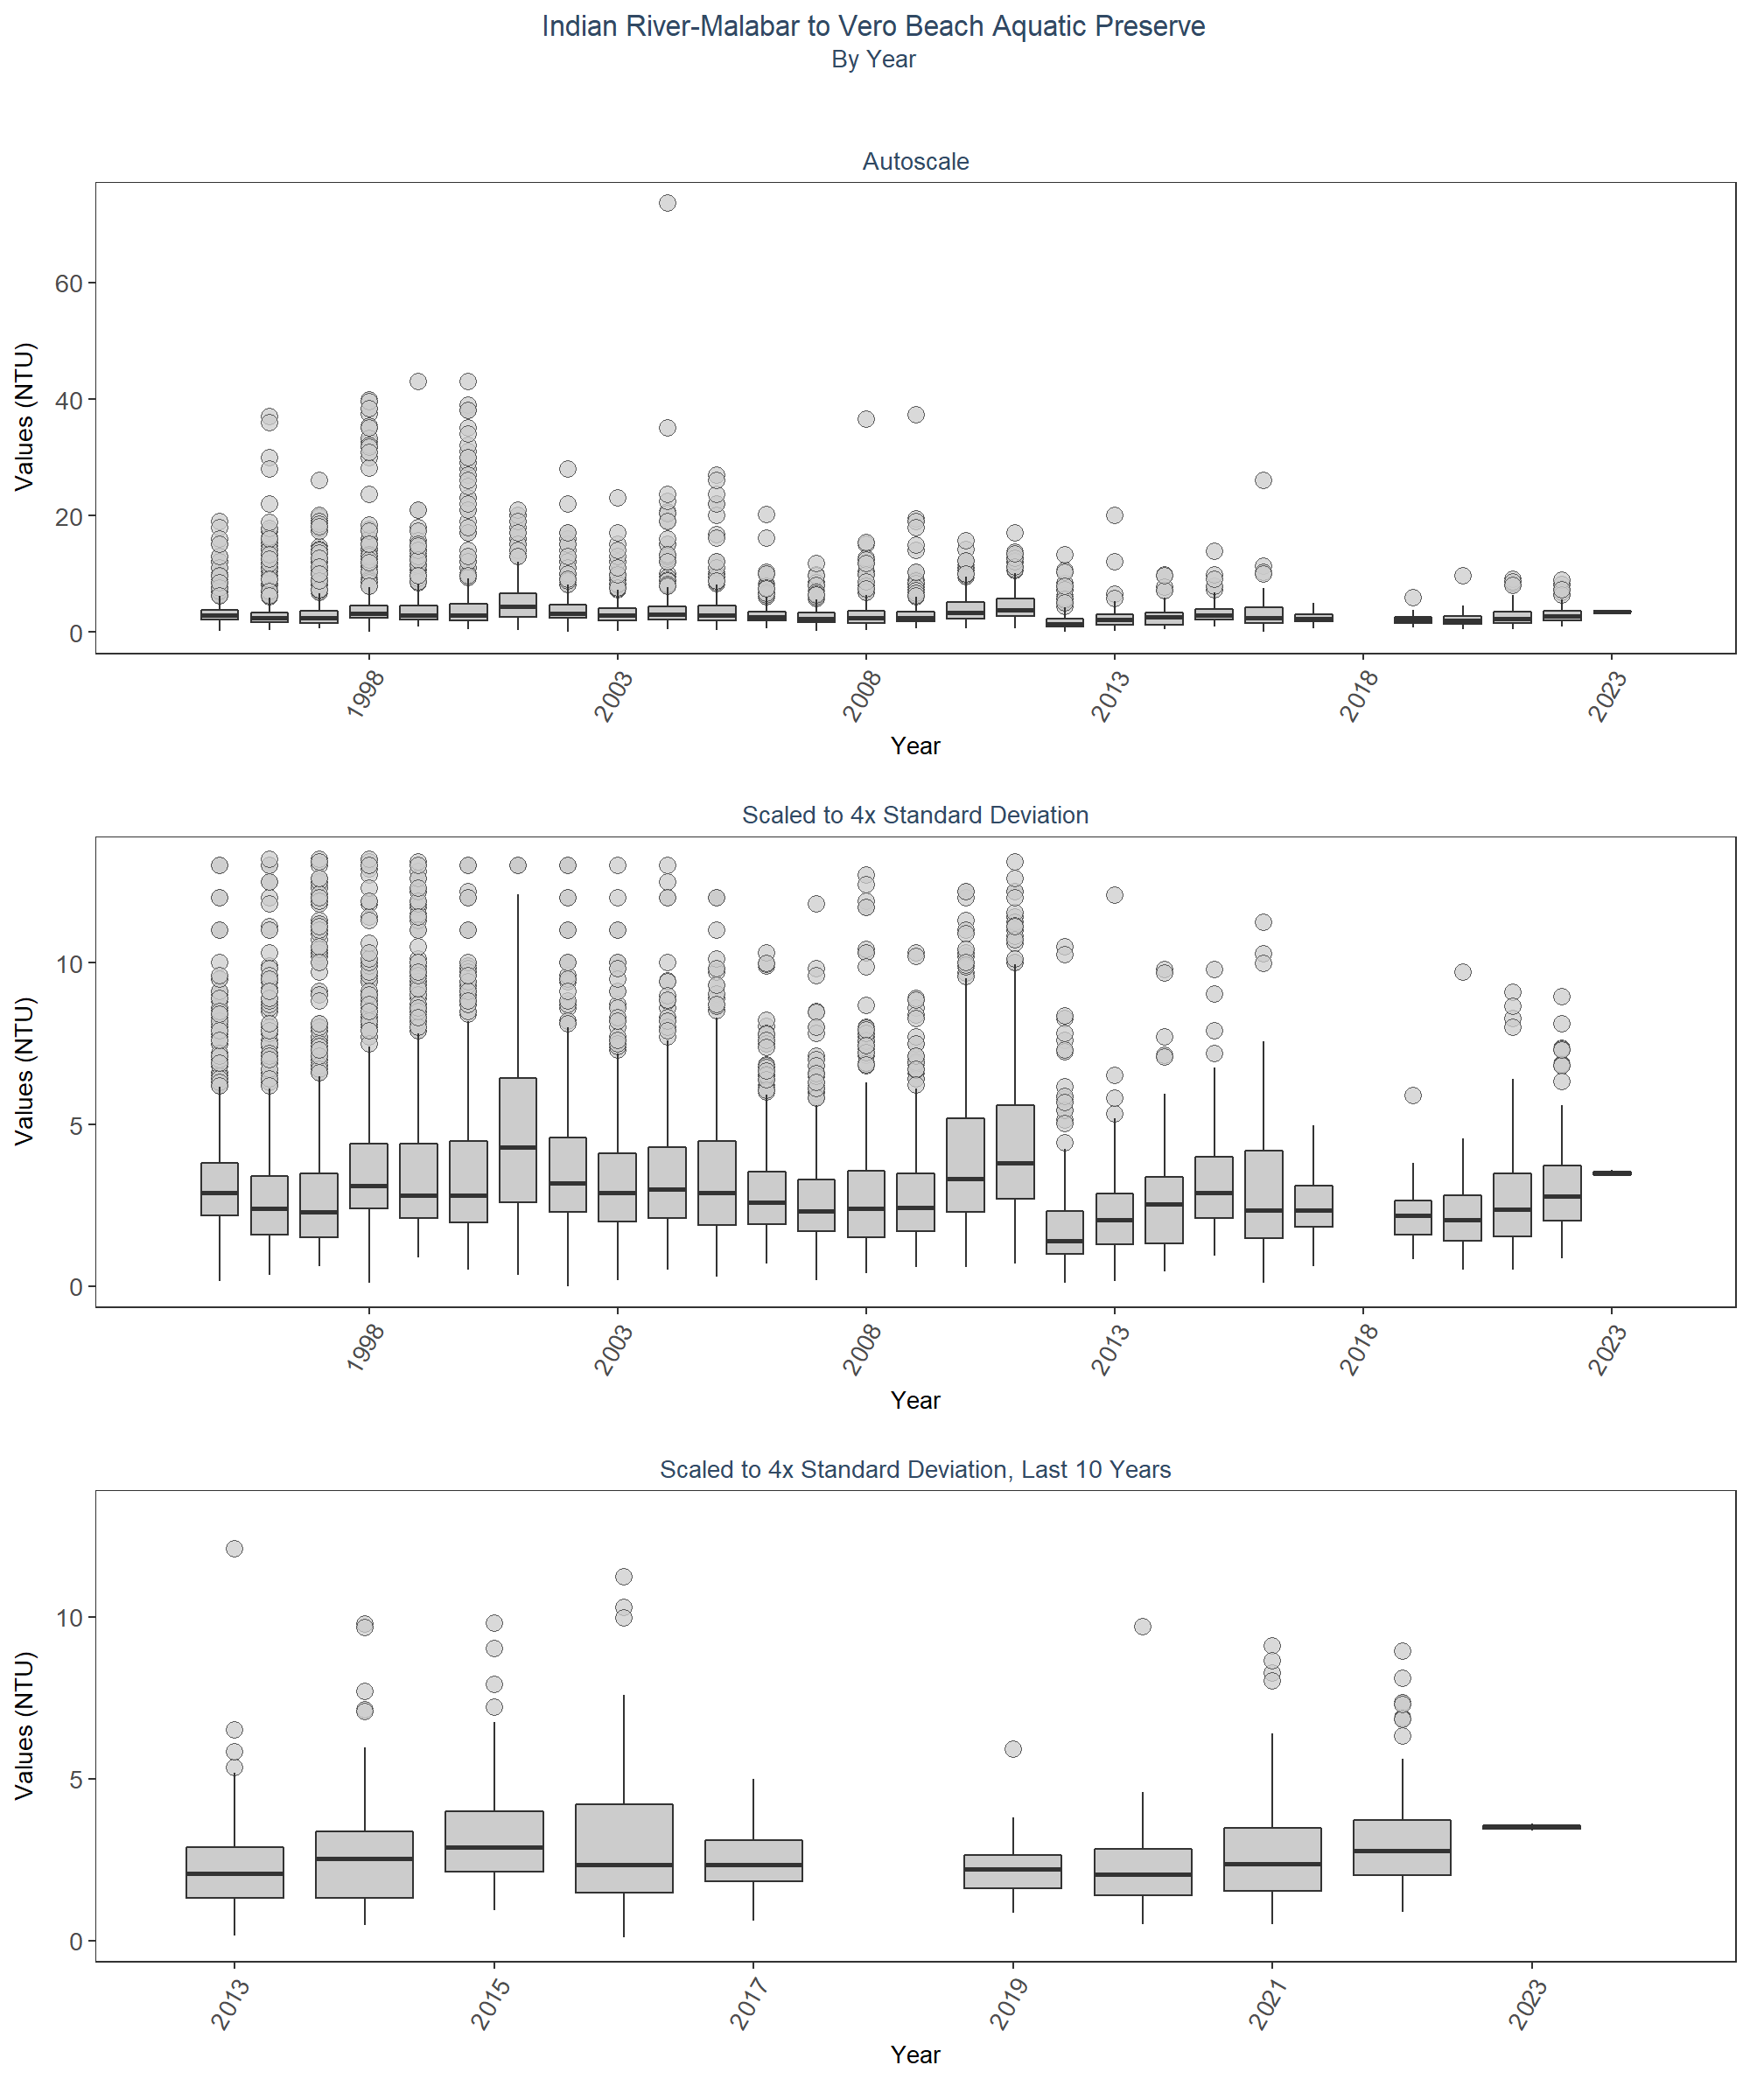 Indian River-Malabar to Vero Beach Aquatic Preserve
By Year
Autoscale
Values (NTU)
60
40
20
0
1998
2003
2008
2013
2018
2023
Year
Scaled to 4x Standard Deviation
Values (NTU)
10
5
0
1998
2003
2008
2013
2018
2023
Year
Scaled to 4x Standard Deviation, Last 10 Years
Values (NTU)
10
5
0
2013
2015
2017
2019
2021
2023
Year